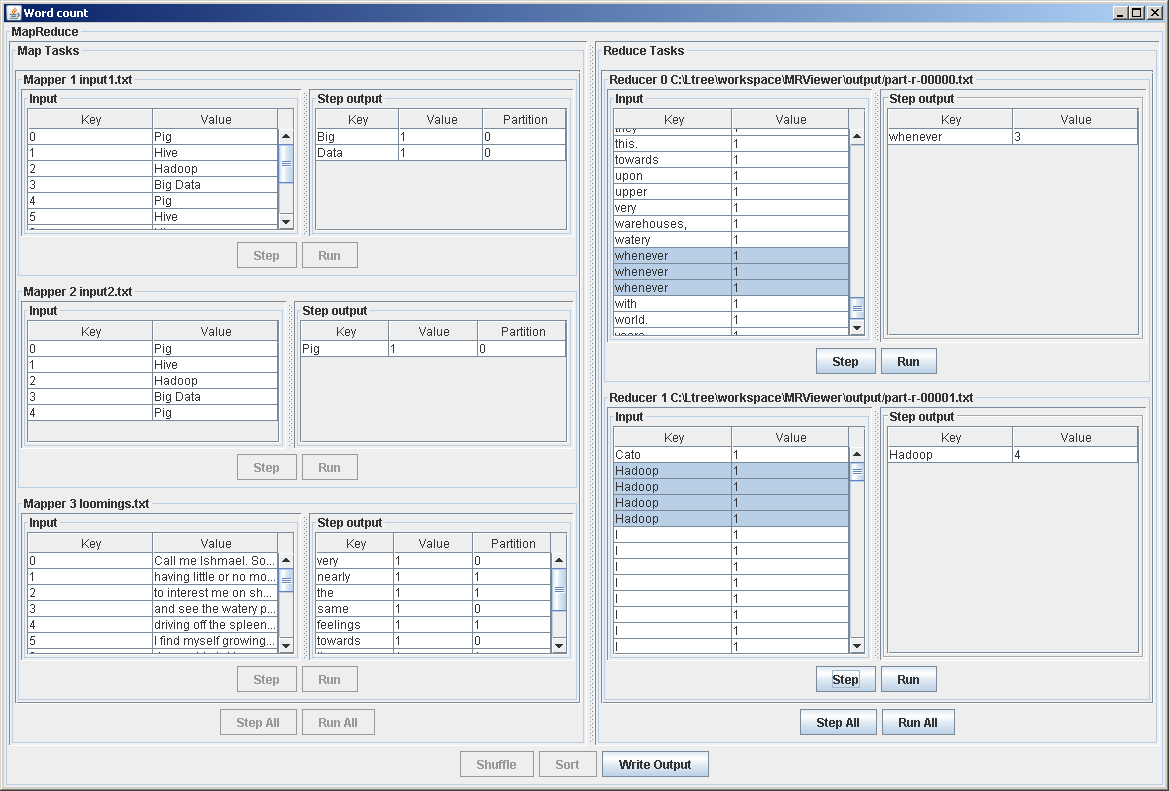 Word count
MapReduce
Map Tasks
Mapper 1 input1.txt
Input
Key Value
0 Pig
1 Hive
2 Hadoop
3 Big Data
4 Pig
5 Hive
Step output
Key Value Partition
Big 1 0
Data 1 0
Step Run
Mapper 2 input2.txt
Input
Key Value
0 Pig
1 Hive
2 Hadoop
3 Big Data
4 Pig
Step output
Key Value Partition
Pig 1 0
Step Run
Mapper 3 loomings.txt
Input
Key Value
0 Call me Ishmael. So...
1 having little or no mo...
2 to interest me on sh...
3 and see the watery p...
4 driving off the spleen...
5 I find myself growing...
Step output
Key Value Partition
very 1 0
nearly 1 1
the 1 1
same 1 0
feelings 1 1
towards 1 0
Step Run
Step All Run All
Reduce Tasks
Reducer 0 C:\Ltree\workspace\MRViewer\output/part-r-00000.txt
Input
Key Value
they 1
this. 1
towards 1
upon 1
upper 1
very 1
warehouses, 1
watery 1
whenever 1
whenever 1
whenever 1
with 1
world. 1
Step output
Key Value
whenever 3
Step Run
Reducer 1 C:\Ltree\workspace\MRViewer\output/part-r-00001.txt
Input
Key Value
Cato 1
Hadoop 1
Hadoop 1
Hadoop 1
Hadoop 1
I 1
I 1
I 1
I 1
I 1
I 1
I 1
I 1
Step output
Key Value
Hadoop 4
Step Run
Step All Run All
Shuffle Sort Write Output